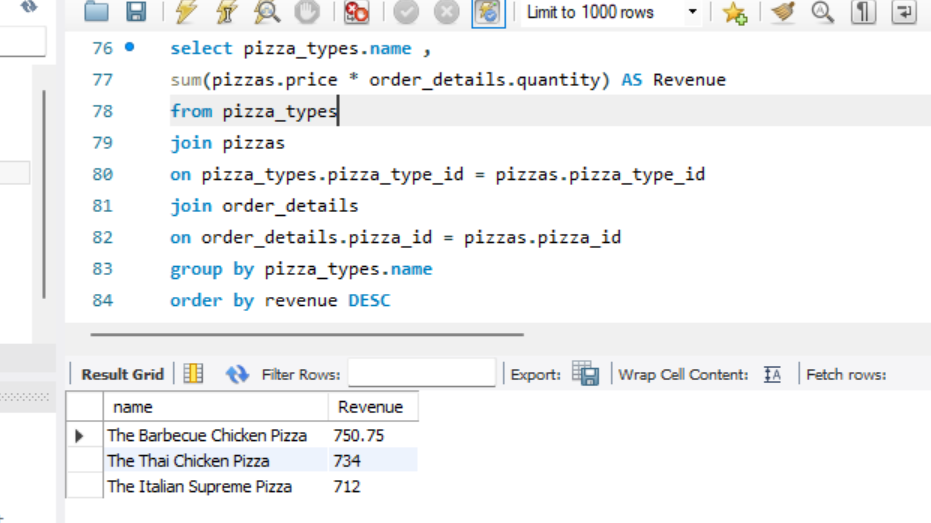 Limit to 1000 rows
76 select pizza_types.name ,
77 sum(pizzas.price * order_details.quantity) AS Revenue
78 from pizza_types
79 join pizzas
80 on pizza_types.pizza_type_id = pizzas.pizza_type_id
81 join order_details
82 on order_details.pizza_id = pizzas.pizza_id
83 group by pizza_types.name
84 order by revenue DESC
Result Grid Filter Rows: Export: Wrap Cell Content: Fetch rows:
name Revenue
The Barbecue Chicken Pizza 750.75
The Thai Chicken Pizza 734
The Italian Supreme Pizza 712